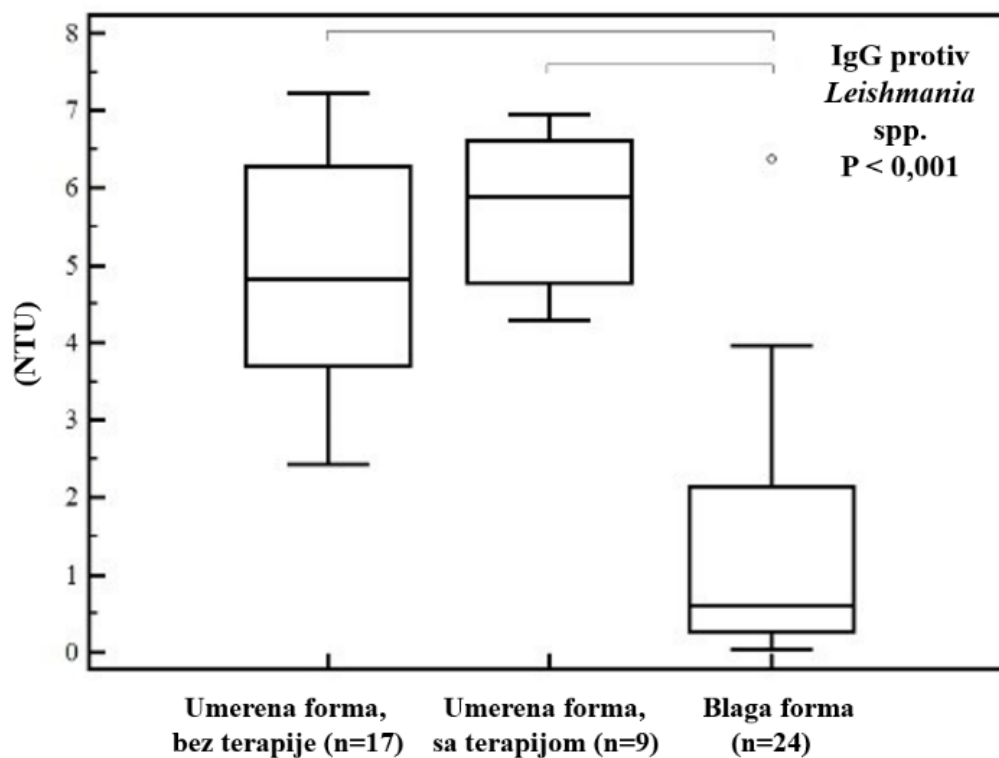 8
7
6
5
4
3
2
1
0
(NTU)
IgG protiv
Leishmania
spp.
P < 0,001
Umerena forma,
bez terapije (n=17)
Umerena forma,
sa terapijom (n=9)
Blaga forma
(n=24)